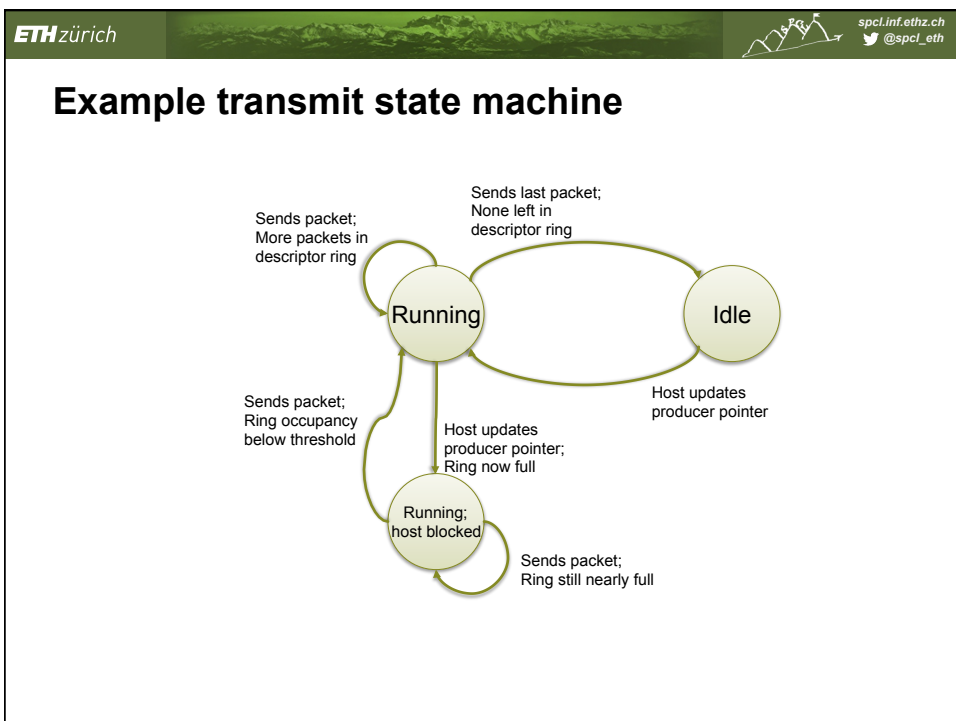 ETH zürich
spcl.inf.ethz.ch
@spcl_eth
Example transmit state machine
Sends last packet;
None left in
descriptor ring
Sends packet;
More packets in
descriptor ring
Running
Idle
Host updates
producer pointer
Sends packet;
Ring occupancy
below threshold
Host updates
producer pointer;
Ring now full
Running;
host blocked
Sends packet;
Ring still nearly full